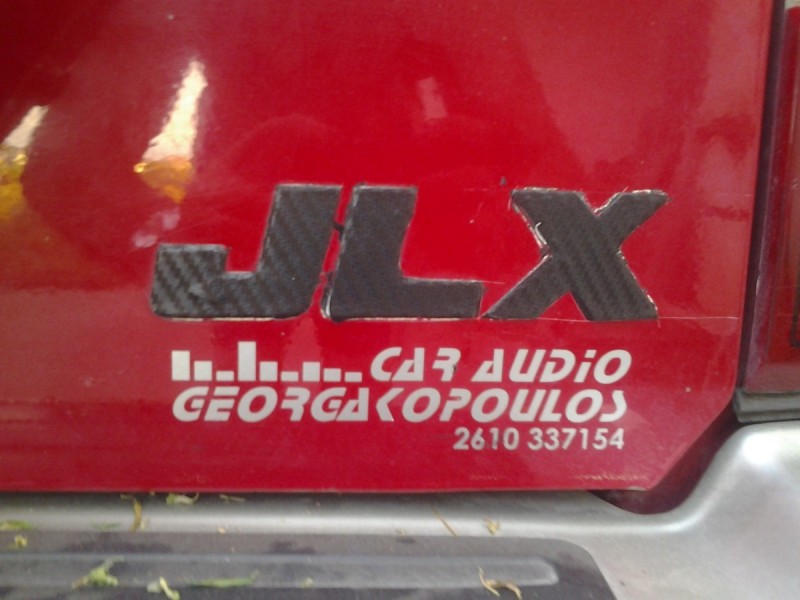 JLX
CAR AUDiO
GEORGAKOPOULOS
2610 337154